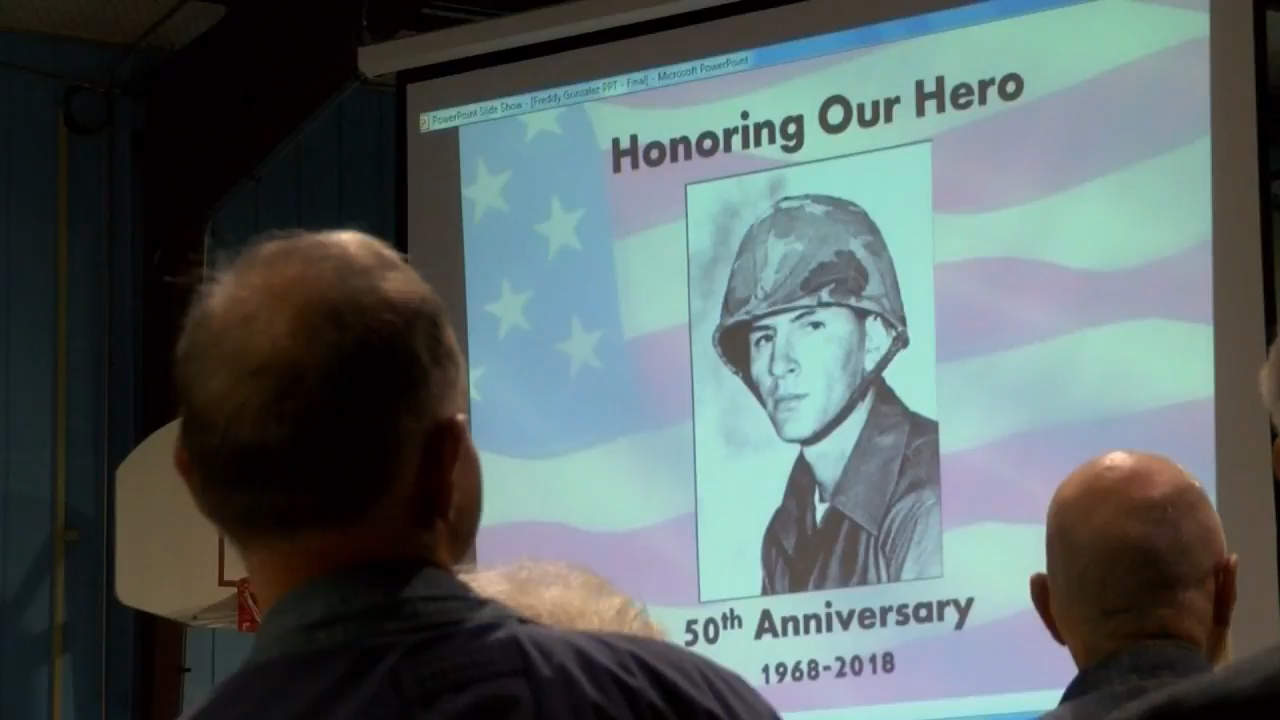 PowerPoint Slide Show - [Freddy Gonzalez PPT - Final] - Microsoft PowerPoint
Honoring Our Hero
50th Anniversary
1968-2018